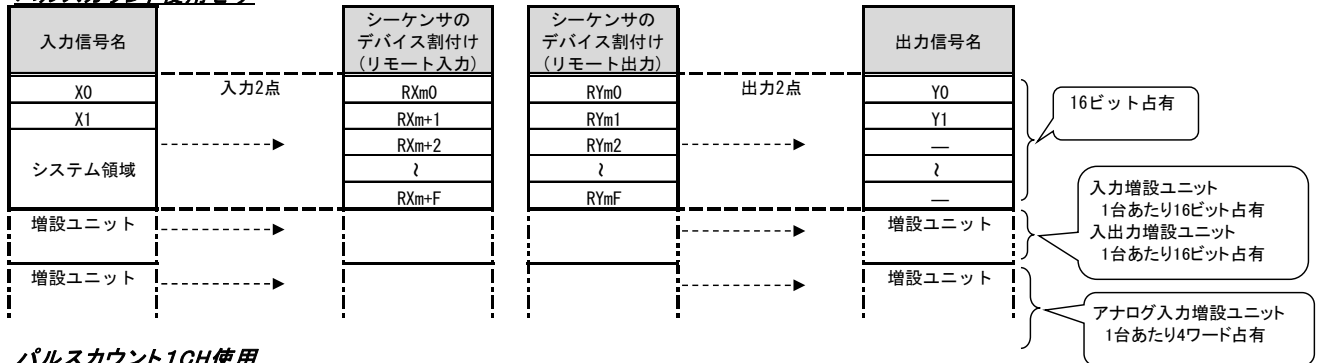 入力信号名
シーケンサの
デバイス割付け
(リモート入力)
シーケンサの
デバイス割付け
(リモート出力)
出力信号名
X0
入力2点
RXm0
RYm0
出力2点
Y0
X1
RXm+1
RYm1
Y1
システム領域
RXm+2
RYm2
―
~
~
~
RXm+F
RYmF
―
16ビット占有
増設ユニット
増設ユニット
入力増設ユニット
1台あたり16ビット占有
入出力増設ユニット
1台あたり16ビット占有
増設ユニット
増設ユニット
アナログ入力増設ユニット
1台あたり4ワード占有
パルスカウント1CH使用